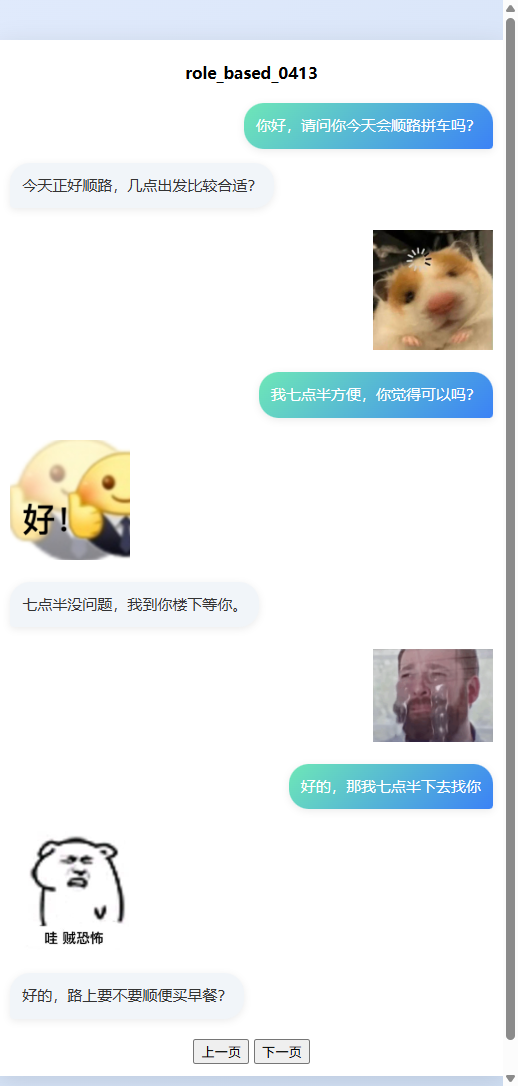 role_based_0413
你好，请问你今天会顺路拼车吗？
今天正好顺路，几点出发比较合适？
我七点半方便，你觉得可以吗？
好！
七点半没问题，我到你楼下等你。
好的，那我七点半下去找你
哇 贼恐怖
好的，路上要不要顺便买早餐？
上一页 下一页